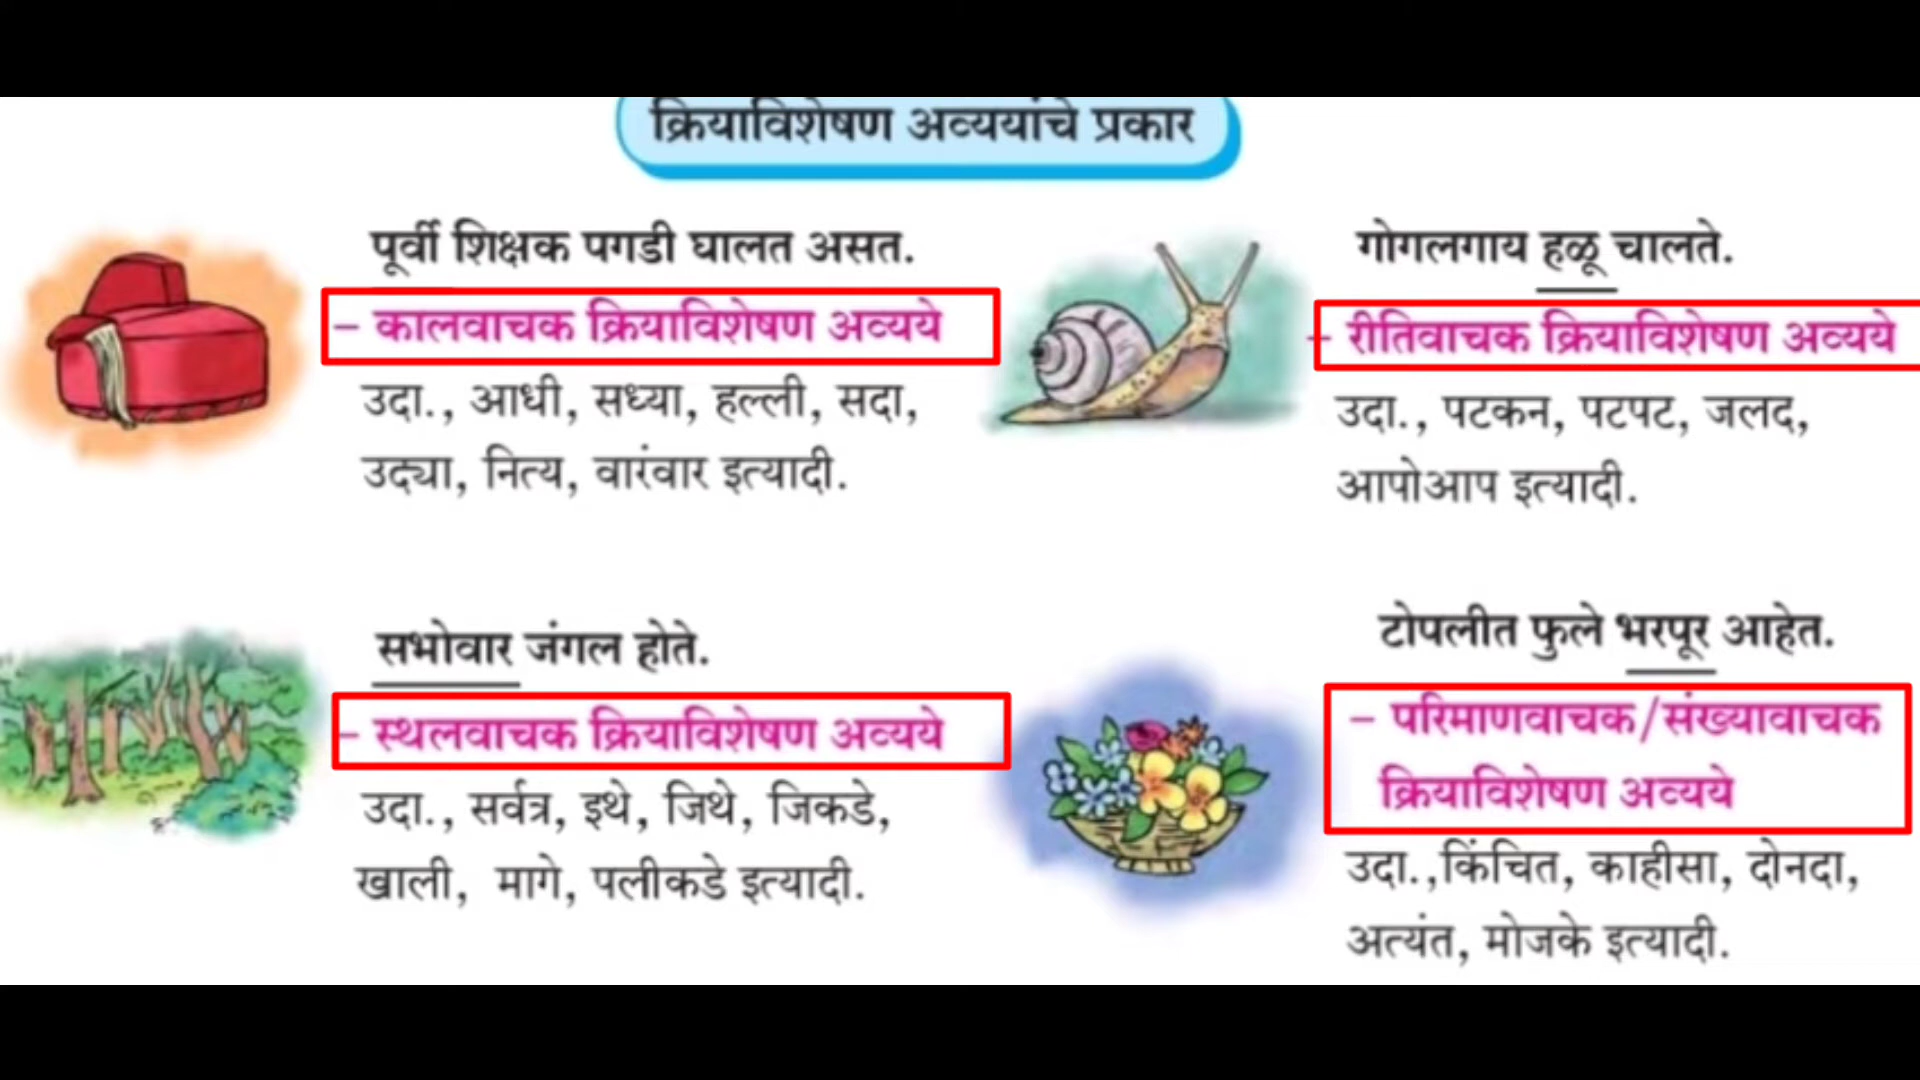 क्रियाविशेषण अव्ययांचे प्रकार
पूर्वी शिक्षक पगडी घालत असत.
– कालवाचक क्रियाविशेषण अव्यये
उदा., आधी, सध्या, हल्ली, सदा,
उद्या, नित्य, वारंवार इत्यादी.
गोगलगाय हळू चालते.
– रीतिवाचक क्रियाविशेषण अव्यये
उदा., पटकन, पटपट, जलद,
आपोआप इत्यादी.
सभोवार जंगल होते.
– स्थलवाचक क्रियाविशेषण अव्यये
उदा., सर्वत्र, इथे, जिथे, जिकडे,
खाली, मागे, पलीकडे इत्यादी.
टोपलीत फुले भरपूर आहेत.
– परिमाणवाचक/संख्यावाचक
क्रियाविशेषण अव्यये
उदा.,किंचित, काहीसा, दोनदा,
अत्यंत, मोजके इत्यादी.